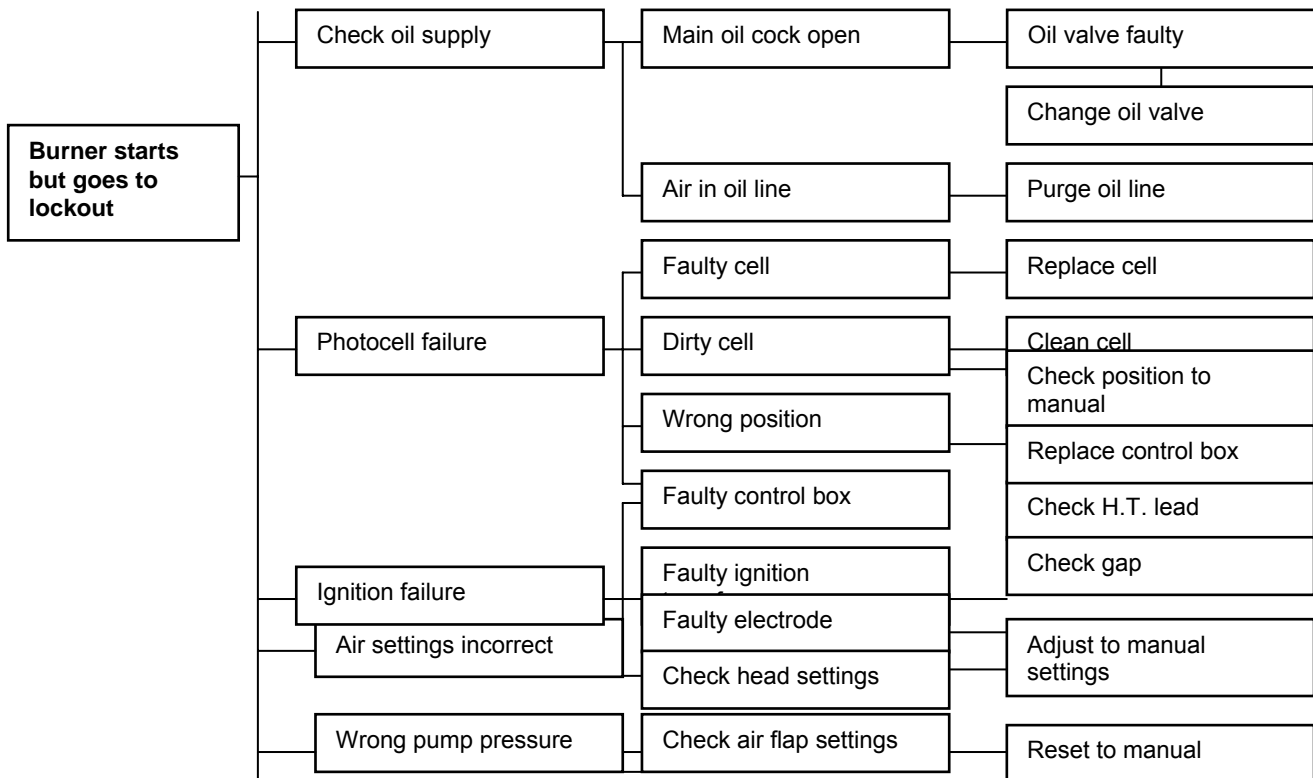 Check oil supply
Main oil cock open
Oil valve faulty
Change oil valve
Burner starts
but goes to
lockout
Air in oil line
Purge oil line
Faulty cell
Replace cell
Photocell failure
Dirty cell
Clean cell
Check position to
manual
Wrong position
Replace control box
Faulty control box
Check H.T. lead
Check gap
Ignition failure
Faulty ignition
Faulty electrode
Air settings incorrect
Adjust to manual
settings
Check head settings
Wrong pump pressure
Check air flap settings
Reset to manual